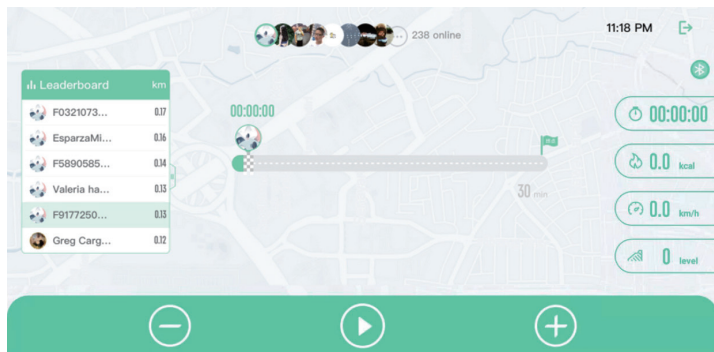 238 online
11:18 PM
Leaderboard km
F0321073... 0.17
EsparzaMi... 0.16
F5890585... 0.14
Valeria ha... 0.13
F9177250... 0.13
Greg Carg... 0.12
00:00:00
30 min
00:00:00
0.0 kcal
0.0 km/h
0 level